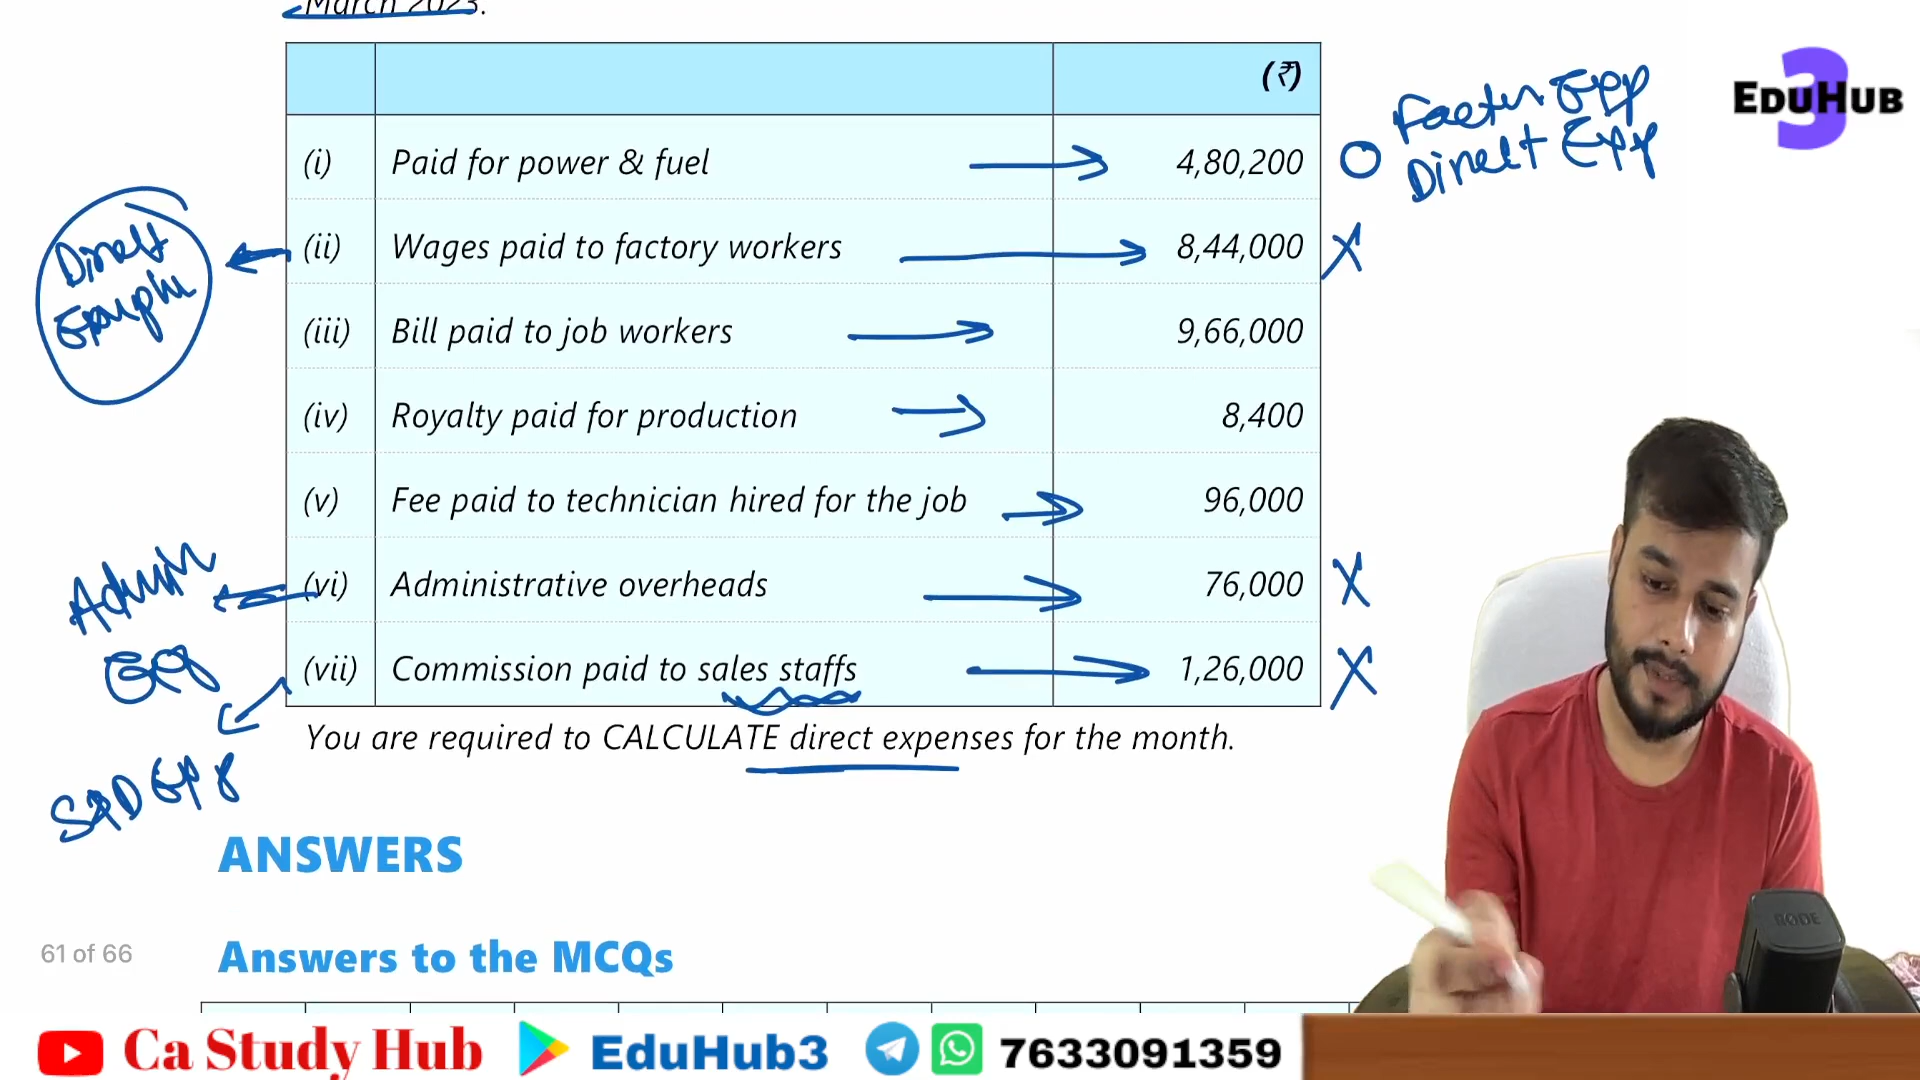 March 2023.
(₹)
(i) Paid for power & fuel 4,80,200
(ii) Wages paid to factory workers 8,44,000 X
(iii) Bill paid to job workers 9,66,000
(iv) Royalty paid for production 8,400
(v) Fee paid to technician hired for the job 96,000
(vi) Administrative overheads 76,000 X
(vii) Commission paid to sales staffs 1,26,000 X
You are required to CALCULATE direct expenses for the month.
Direct Exp
Direct
Admin
Exp
S&D Exp
ANSWERS
61 of 66
Answers to the MCQs
3
EDUHUB
Ca Study Hub
EduHub3
7633091359
RODE